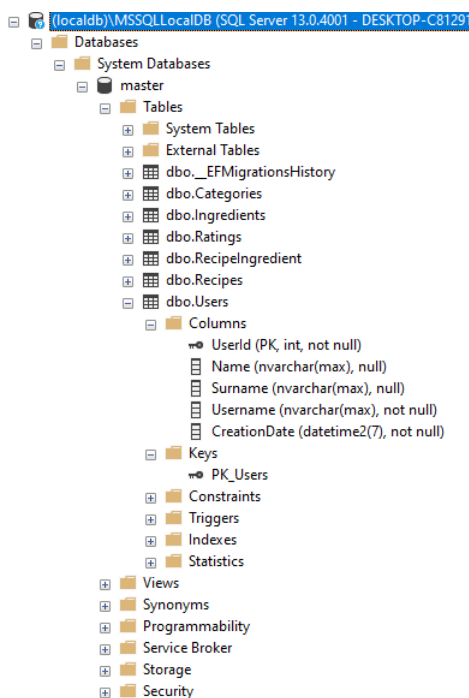 (localdb)\MSSQLLocalDB (SQL Server 13.0.4001 - DESKTOP-C81291
Databases
System Databases
master
Tables
System Tables
External Tables
dbo.__EFMigrationsHistory
dbo.Categories
dbo.Ingredients
dbo.Ratings
dbo.RecipeIngredient
dbo.Recipes
dbo.Users
Columns
UserId (PK, int, not null)
Name (nvarchar(max), null)
Surname (nvarchar(max), null)
Username (nvarchar(max), not null)
CreationDate (datetime2(7), not null)
Keys
PK_Users
Constraints
Triggers
Indexes
Statistics
Views
Synonyms
Programmability
Service Broker
Storage
Security